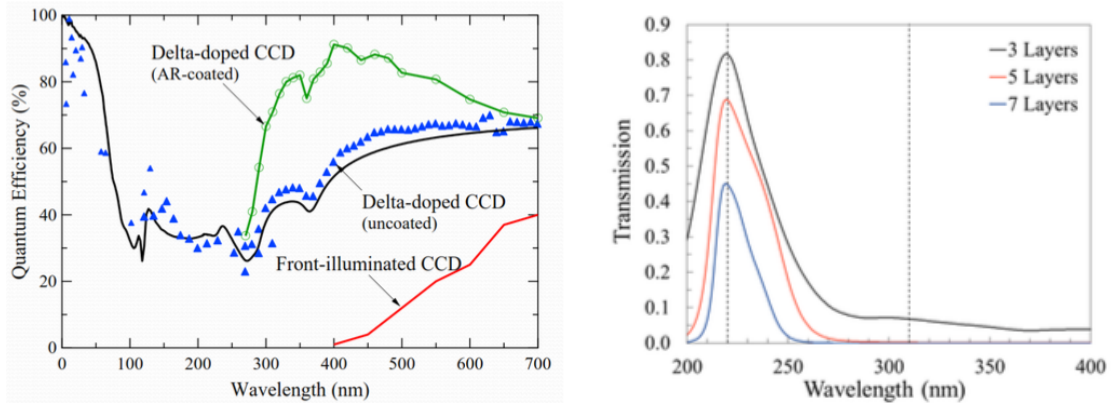 100
80
60
40
20
0
Quantum Efficiency (%)
Delta-doped CCD
(AR-coated)
Delta-doped CCD
(uncoated)
Front-illuminated CCD
0 100 200 300 400 500 600 700
Wavelength (nm)
0.9
0.8
0.7
0.6
0.5
0.4
0.3
0.2
0.1
0.0
Transmission
3 Layers
5 Layers
7 Layers
200 250 300 350 400
Wavelength (nm)